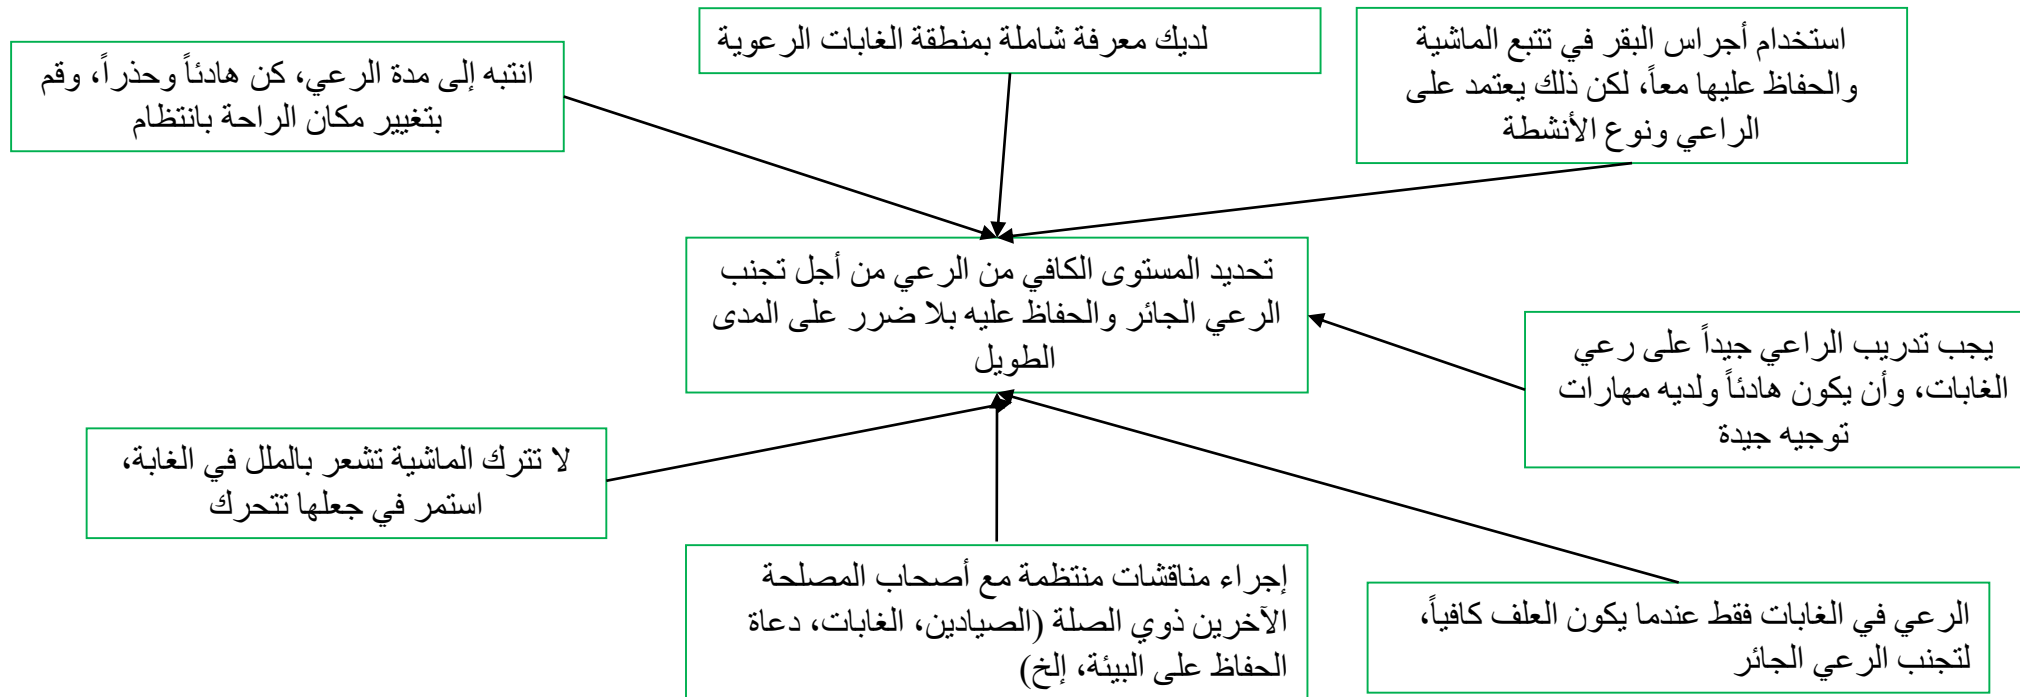 استخدام أجراس البقر في تتبع الماشية
والحفاظ عليها معاً، لكن ذلك يعتمد على
الراعي ونوع الأنشطة
لديك معرفة شاملة بمنطقة الغابات الرعوية
انتبه إلى مدة الرعي، كن هادئاً وحذراً، وقم
بتغيير مكان الراحة بانتظام
تحديد المستوى الكافي من الرعي من أجل تجنب
الرعي الجائر والحفاظ عليه بلا ضرر على المدى
الطويل
يجب تدريب الراعي جيداً على رعي
الغابات، وأن يكون هادئاً ولديه مهارات
توجيه جيدة
لا تترك الماشية تشعر بالملل في الغابة،
استمر في جعلها تتحرك
إجراء مناقشات منتظمة مع أصحاب المصلحة
الآخرين ذوي الصلة (الصيادين، الغابات، دعاة
الحفاظ على البيئة، إلخ)
الرعي في الغابات فقط عندما يكون العلف كافياً،
لتجنب الرعي الجائر